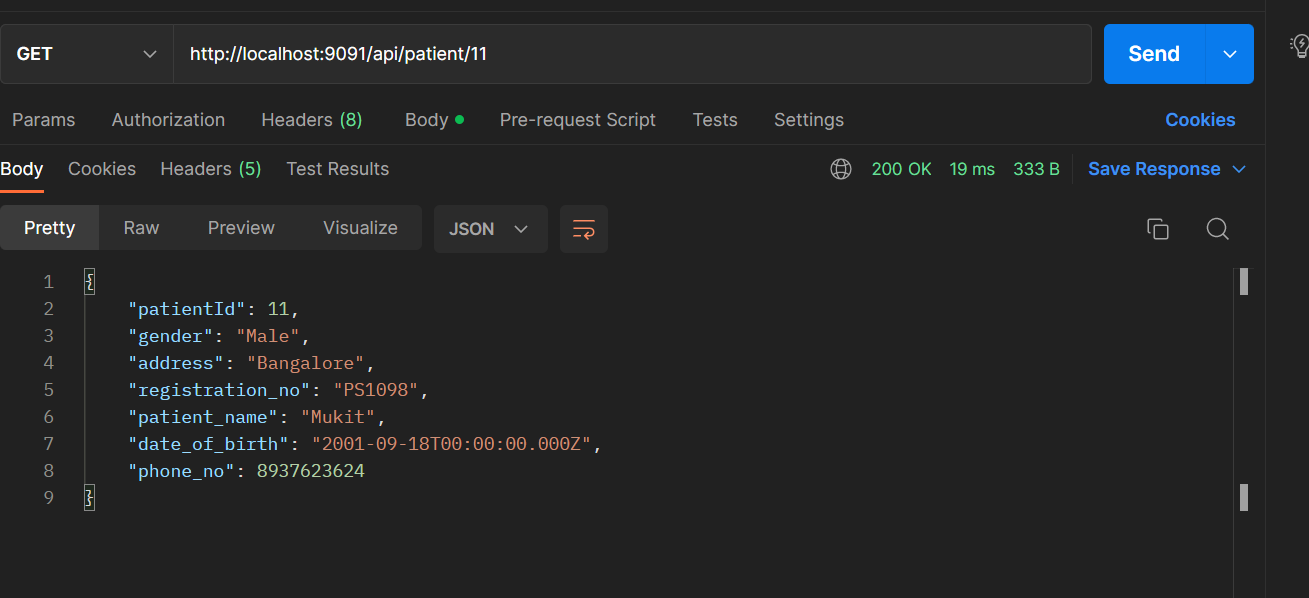 GET http://localhost:9091/api/patient/11 Send
Params Authorization Headers (8) Body Pre-request Script Tests Settings Cookies
Body Cookies Headers (5) Test Results 200 OK 19 ms 333 B Save Response
Pretty Raw Preview Visualize JSON
1 {
2 "patientId": 11,
3 "gender": "Male",
4 "address": "Bangalore",
5 "registration_no": "PS1098",
6 "patient_name": "Mukit",
7 "date_of_birth": "2001-09-18T00:00:00.000Z",
8 "phone_no": 8937623624
9 }